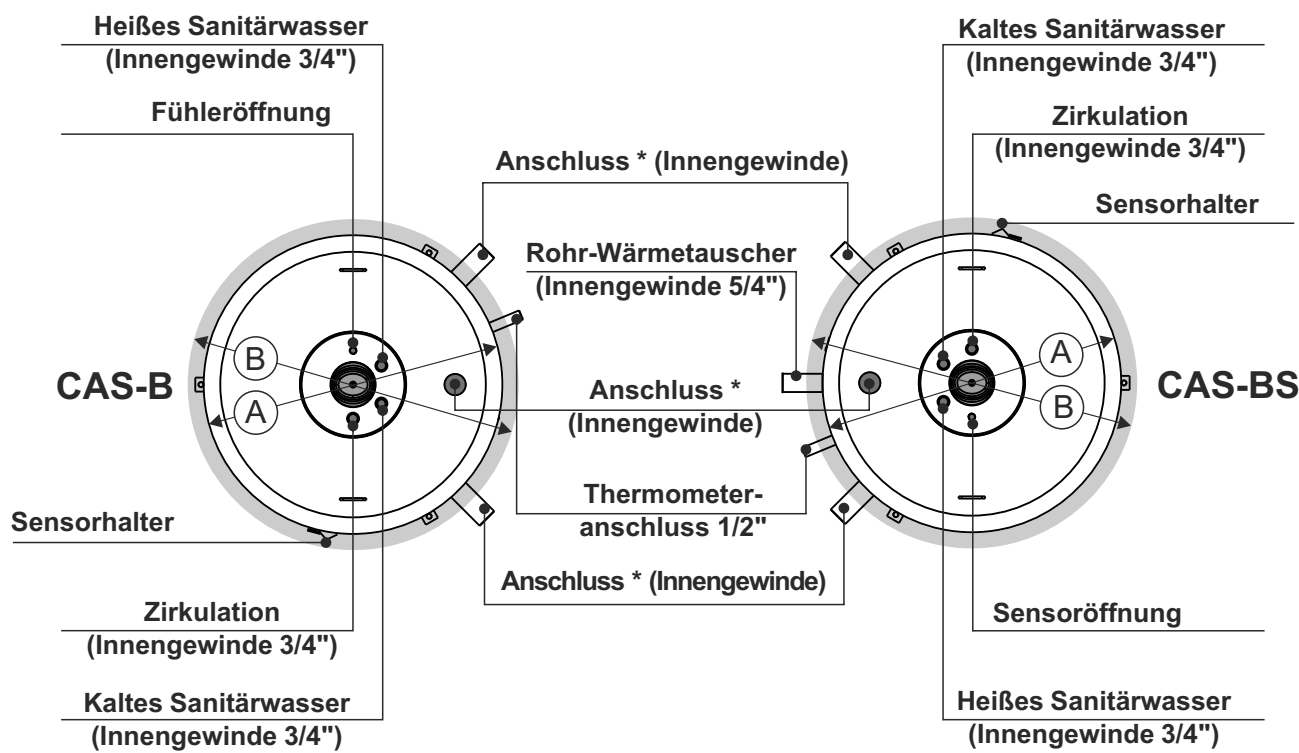 Heißes Sanitärwasser
(Innengewinde 3/4")
Fühleröffnung
Kaltes Sanitärwasser
(Innengewinde 3/4")
Zirkulation
(Innengewinde 3/4")
Anschluss * (Innengewinde)
Sensorhalter
Rohr-Wärmetauscher
(Innengewinde 5/4")
B
A
CAS-B
A
B
CAS-BS
Anschluss *
(Innengewinde)
Thermometer-
anschluss 1/2"
Sensorhalter
Anschluss * (Innengewinde)
Zirkulation
(Innengewinde 3/4")
Sensoröffnung
Kaltes Sanitärwasser
(Innengewinde 3/4")
Heißes Sanitärwasser
(Innengewinde 3/4")